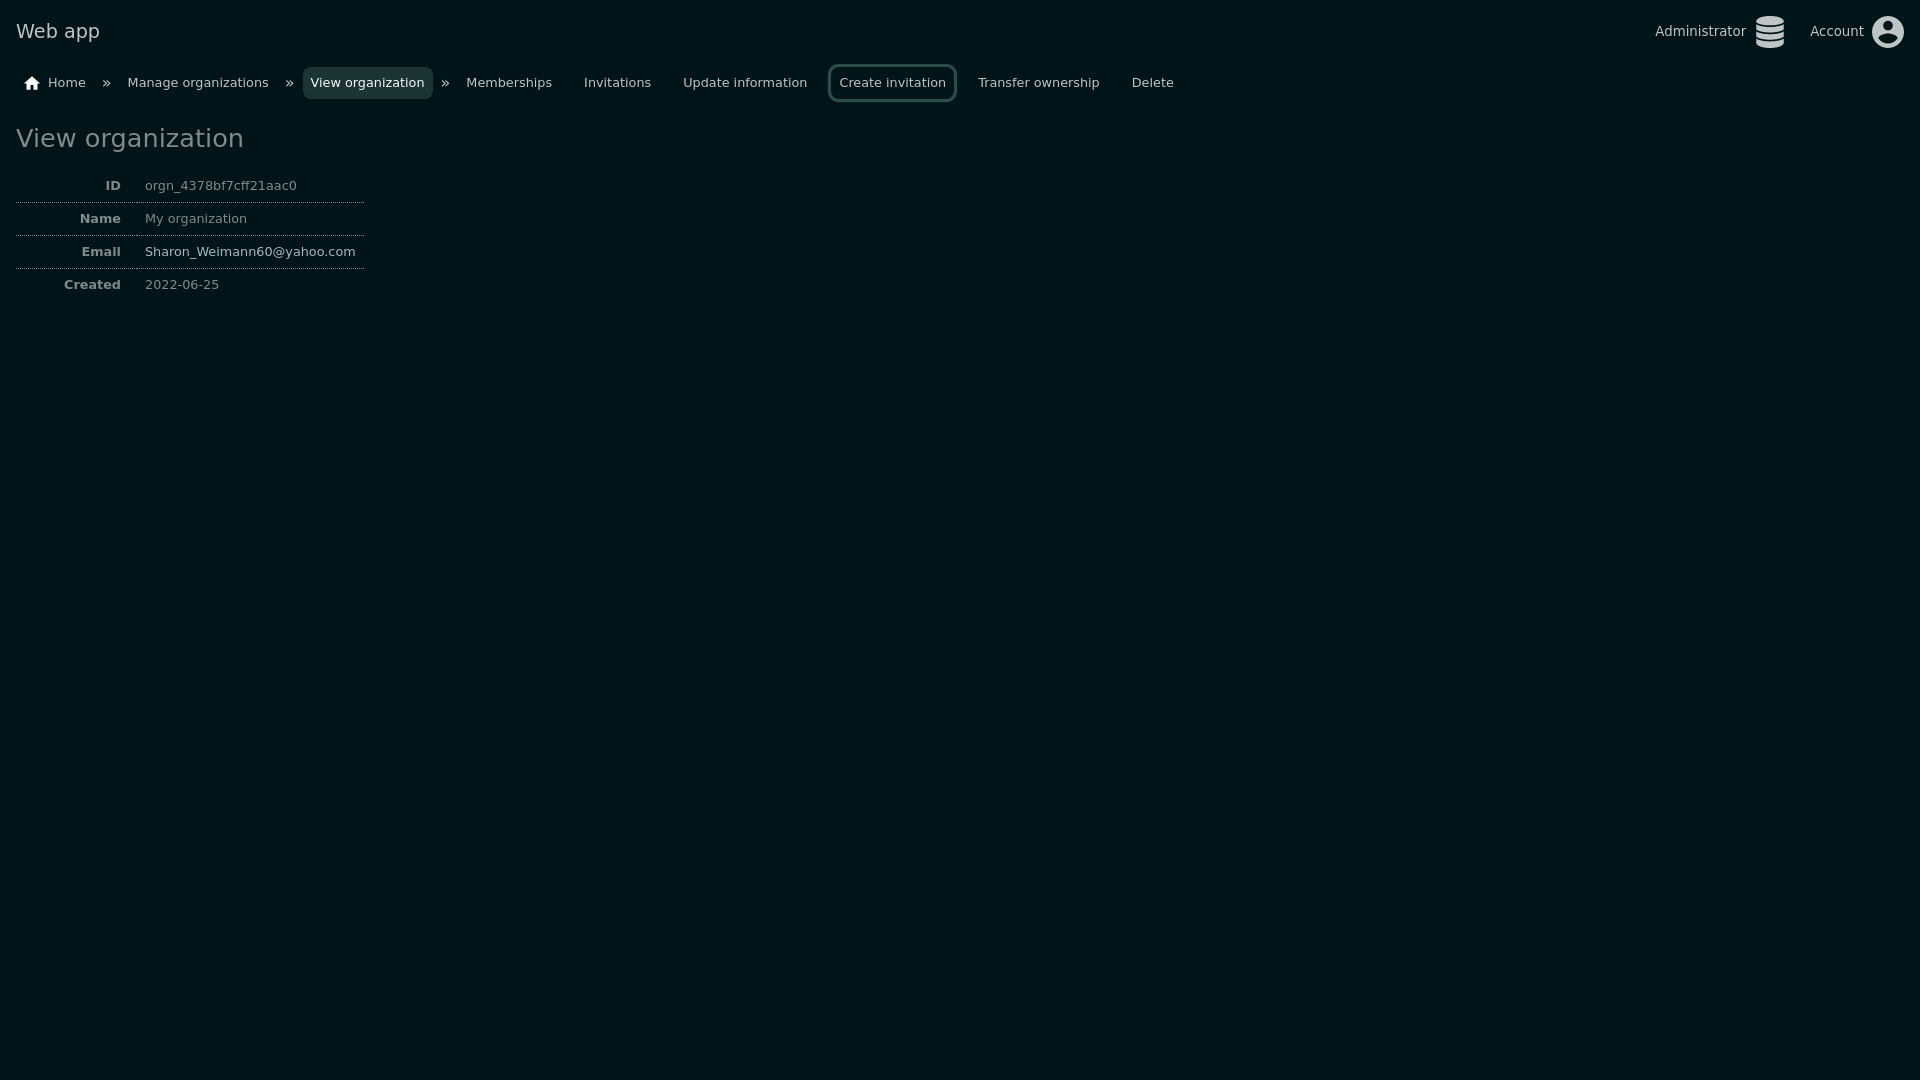 Web app
Administrator
Account
Home » Manage organizations » View organization » Memberships Invitations Update information Create invitation Transfer ownership Delete
View organization
ID orgn_4378bf7cff21aac0
Name My organization
Email Sharon_Weimann60@yahoo.com
Created 2022-06-25